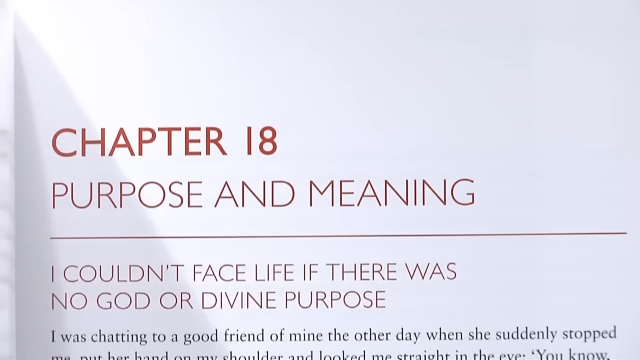 CHAPTER 18
PURPOSE AND MEANING
I COULDN'T FACE LIFE IF THERE WAS
NO GOD OR DIVINE PURPOSE
I was chatting to a good friend of mine the other day when she suddenly stopped
me, put her hand on my shoulder and looked me straight in the eye: 'You know,